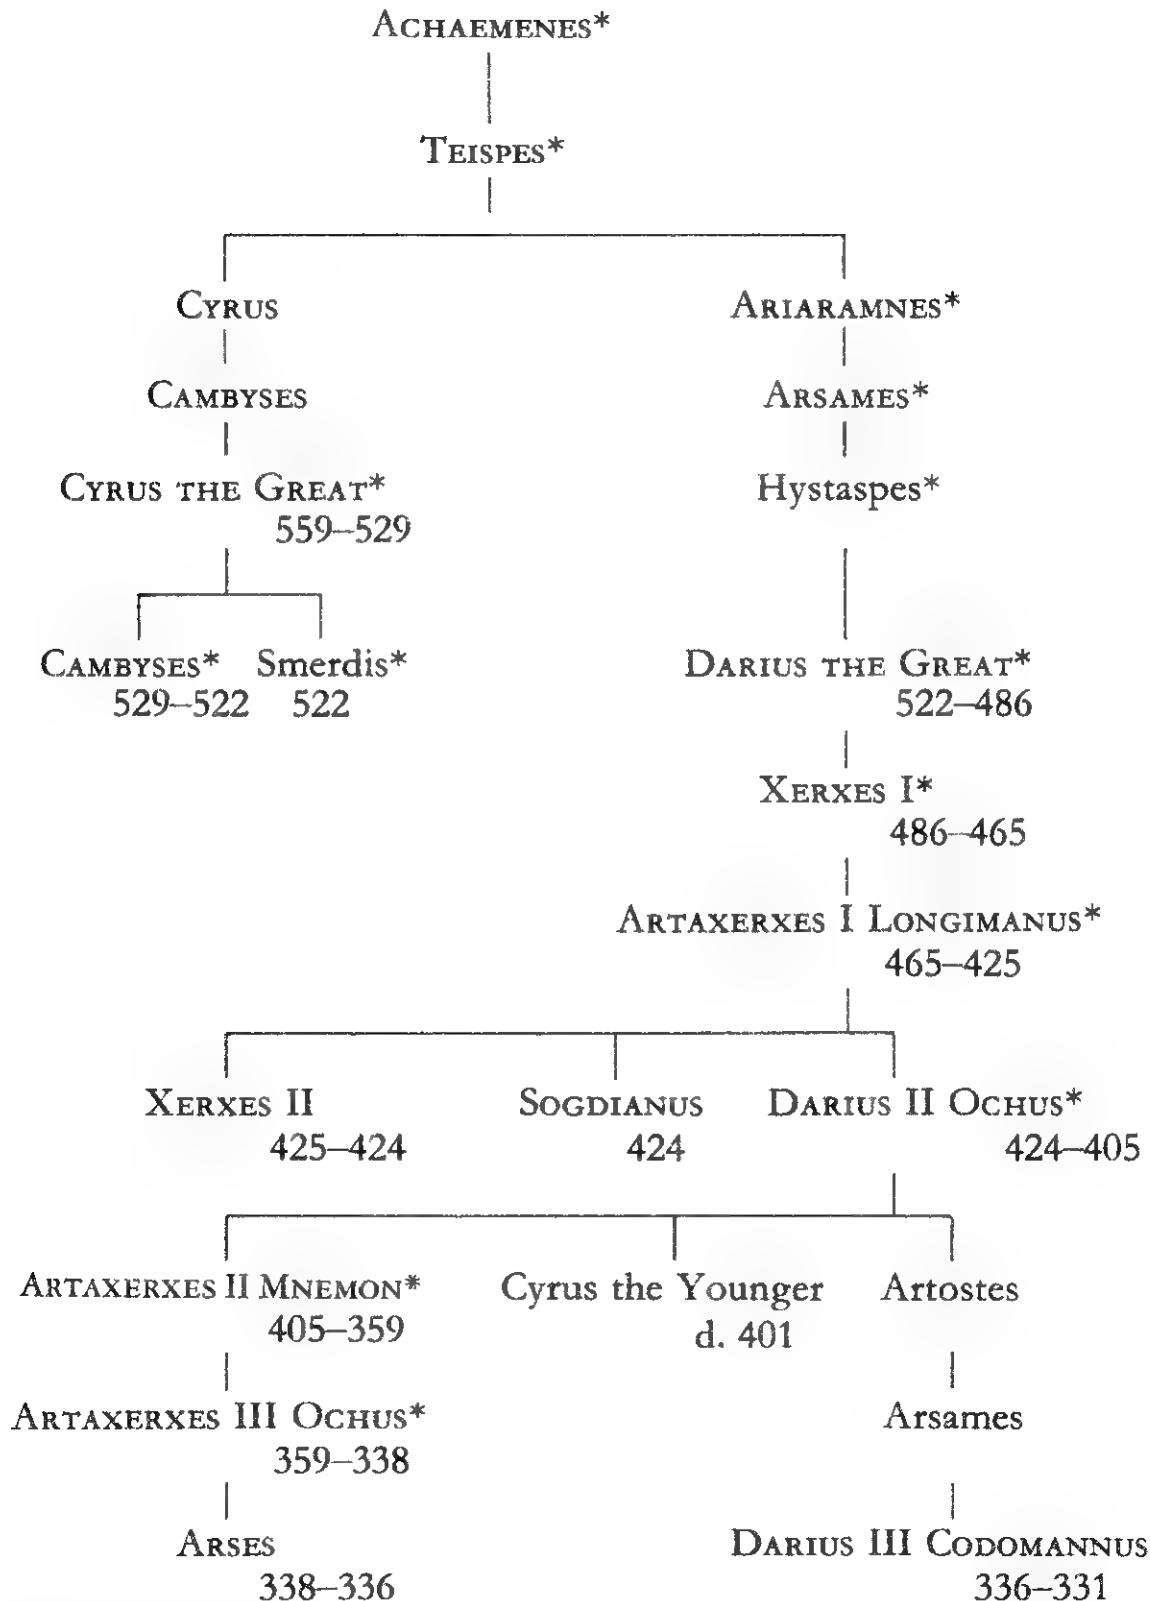 ACHAEMENES*
TEISPES*
CYRUS
ARIARAMNES*
CAMBYSES
ARSAMES*
CYRUS THE GREAT*
559–529
Hystaspes*
CAMBYSES*
529–522
Smerdis*
522
DARIUS THE GREAT*
522–486
XERXES I*
486–465
ARTAXERXES I LONGIMANUS*
465–425
XERXES II
425–424
SOGDIANUS
424
DARIUS II OCHUS*
424–405
ARTAXERXES II MNEMON*
405–359
Cyrus the Younger
d. 401
Artostes
ARTAXERXES III OCHUS*
359–338
Arsames
ARSES
338–336
DARIUS III CODOMANNUS
336–331